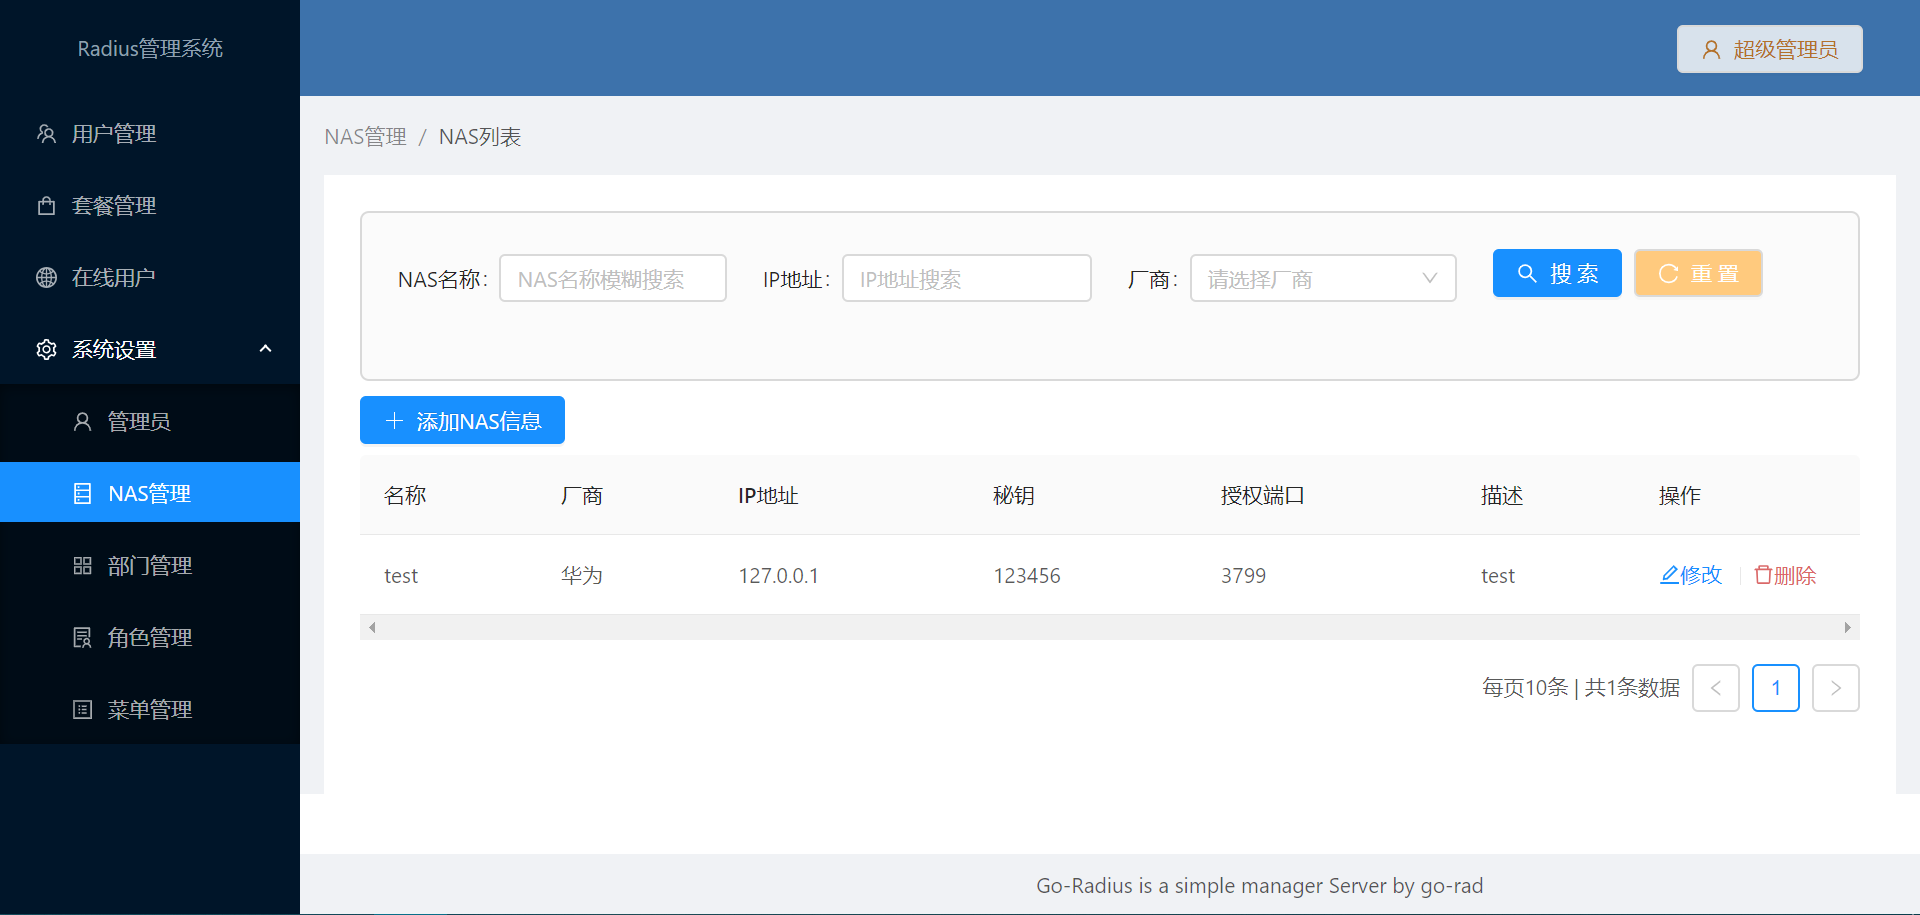 Radius管理系统
用户管理
套餐管理
在线用户
系统设置
管理员
NAS管理
部门管理
角色管理
菜单管理
超级管理员
NAS管理 / NAS列表
NAS名称: NAS名称模糊搜索 IP地址: IP地址搜索 厂商: 请选择厂商 搜 索 重 置
添加NAS信息
名称 厂商 IP地址 秘钥 授权端口 描述 操作
test 华为 127.0.0.1 123456 3799 test 修改 删除
每页10条 | 共1条数据 < 1 >
Go-Radius is a simple manager Server by go-rad